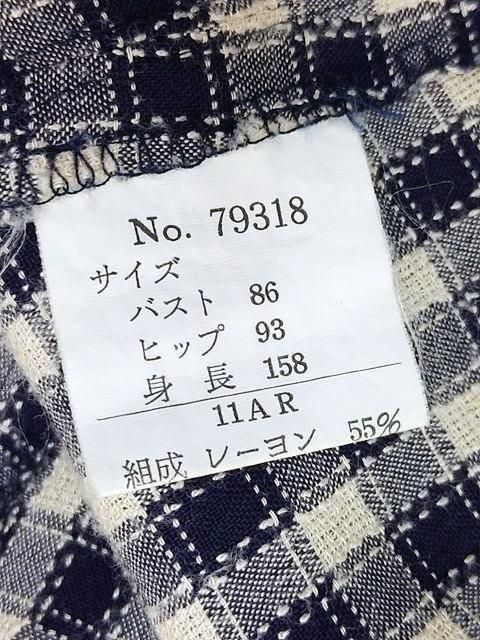 No. 79318
サイズ
バスト 86
ヒップ 93
身長 158
11AR
組成 レーヨン 55%